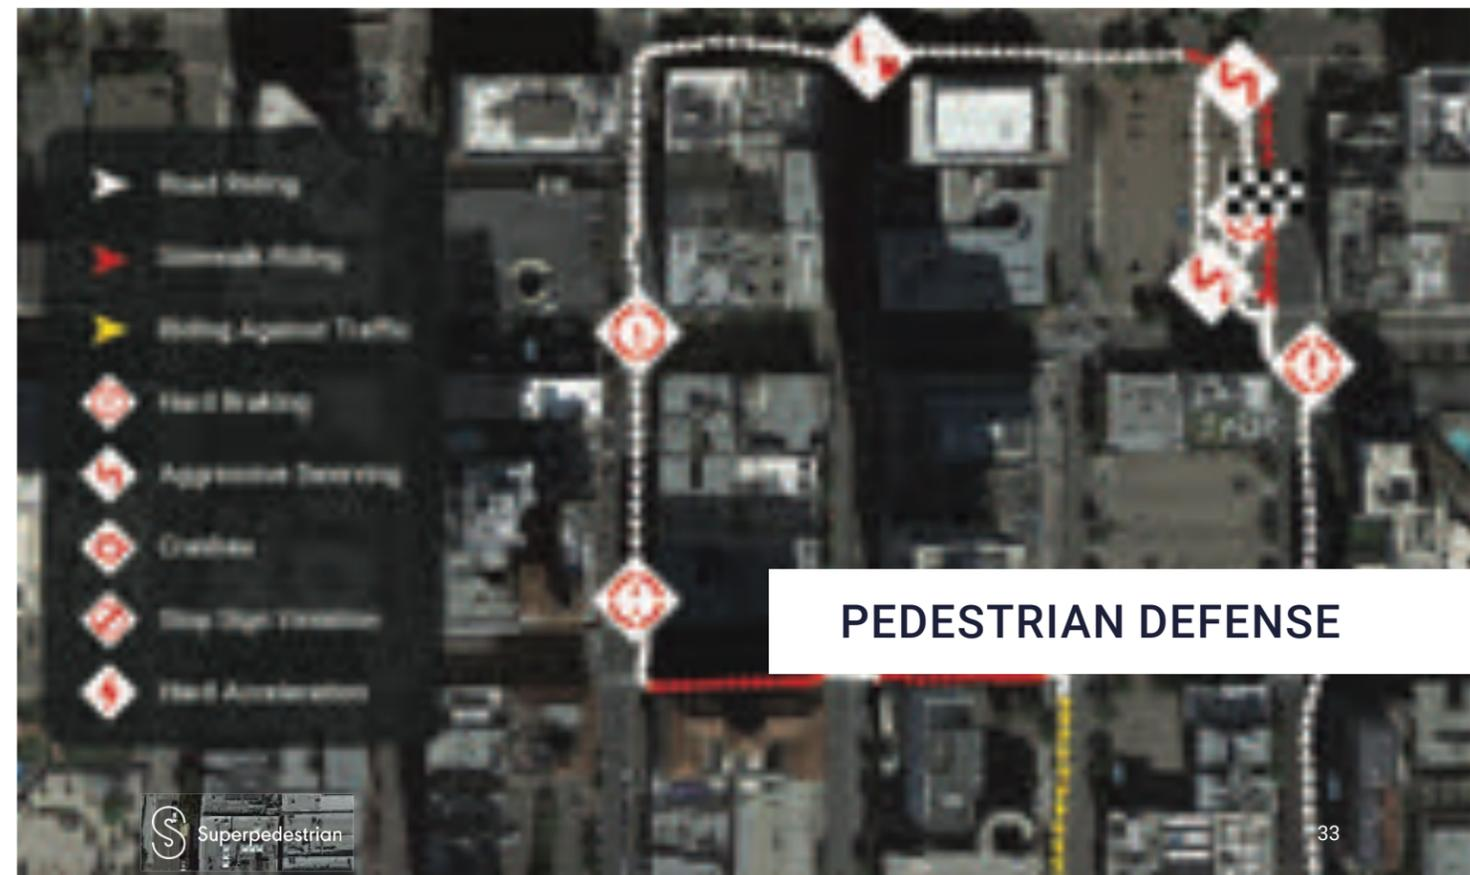 Road Riding
Sidewalk Riding
Riding Against Traffic
Hard Braking
Aggressive Swerving
Crashes
Stop Sign Violation
Hard Acceleration
PEDESTRIAN DEFENSE
Superpedestrian
33